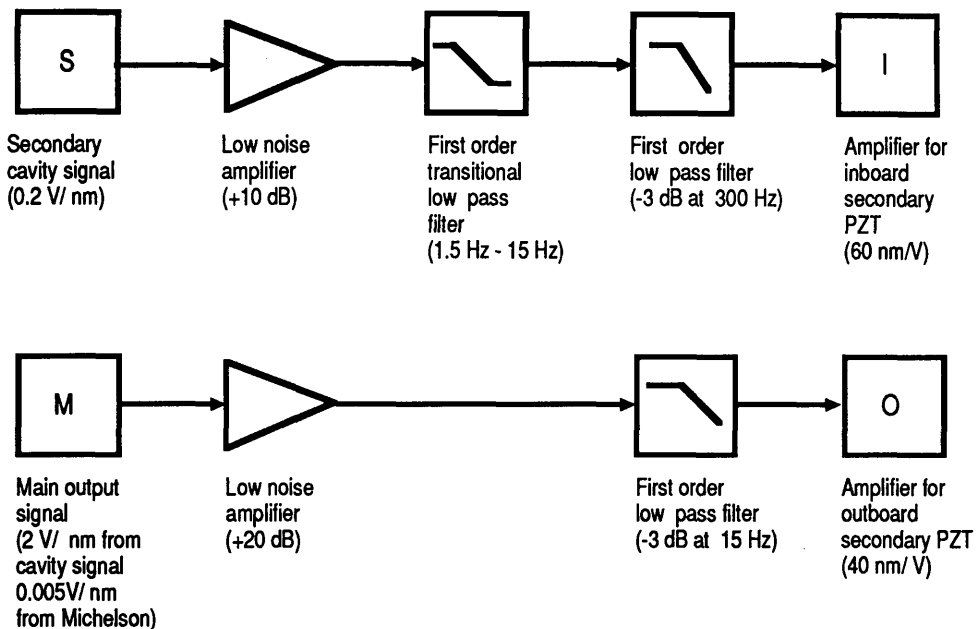 S
I
Secondary
cavity signal
(0.2 V/ nm)
Low noise
amplifier
(+10 dB)
First order
transitional
low pass
filter
(1.5 Hz - 15 Hz)
First order
low pass filter
(-3 dB at 300 Hz)
Amplifier for
inboard
secondary
PZT
(60 nm/V)
M
O
Main output
signal
(2 V/ nm from
cavity signal
0.005V/ nm
from Michelson)
Low noise
amplifier
(+20 dB)
First order
low pass filter
(-3 dB at 15 Hz)
Amplifier for
outboard
secondary PZT
(40 nm/ V)